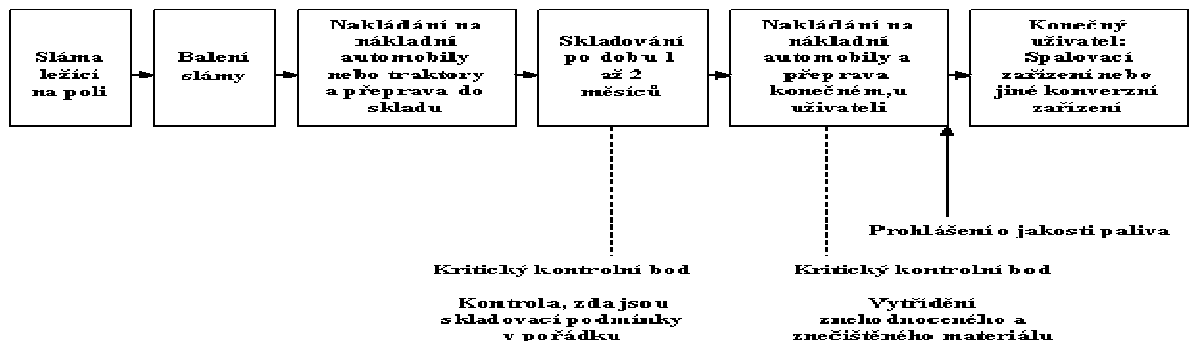 Sláma
ležící
na poli
Balení
slámy
Nakládání na
nákladní
automobily
nebo traktory
a přeprava do
skladu
Skladování
po dobu 1
až 2
měsíců
Nakládání na
nákladní
automobily a
přeprava
konečném,u
uživateli
Konečný
uživatel:
Spalovací
zařízení nebo
jiné konverzní
zařízení
Prohlášení o jakosti paliva
Kritický kontrolní bod
Kontrola, zda jsou
skladovací podmínky
v pořádku
Kritický kontrolní bod
Vytřídění
znehodnoceného a
znečištěného materiálu